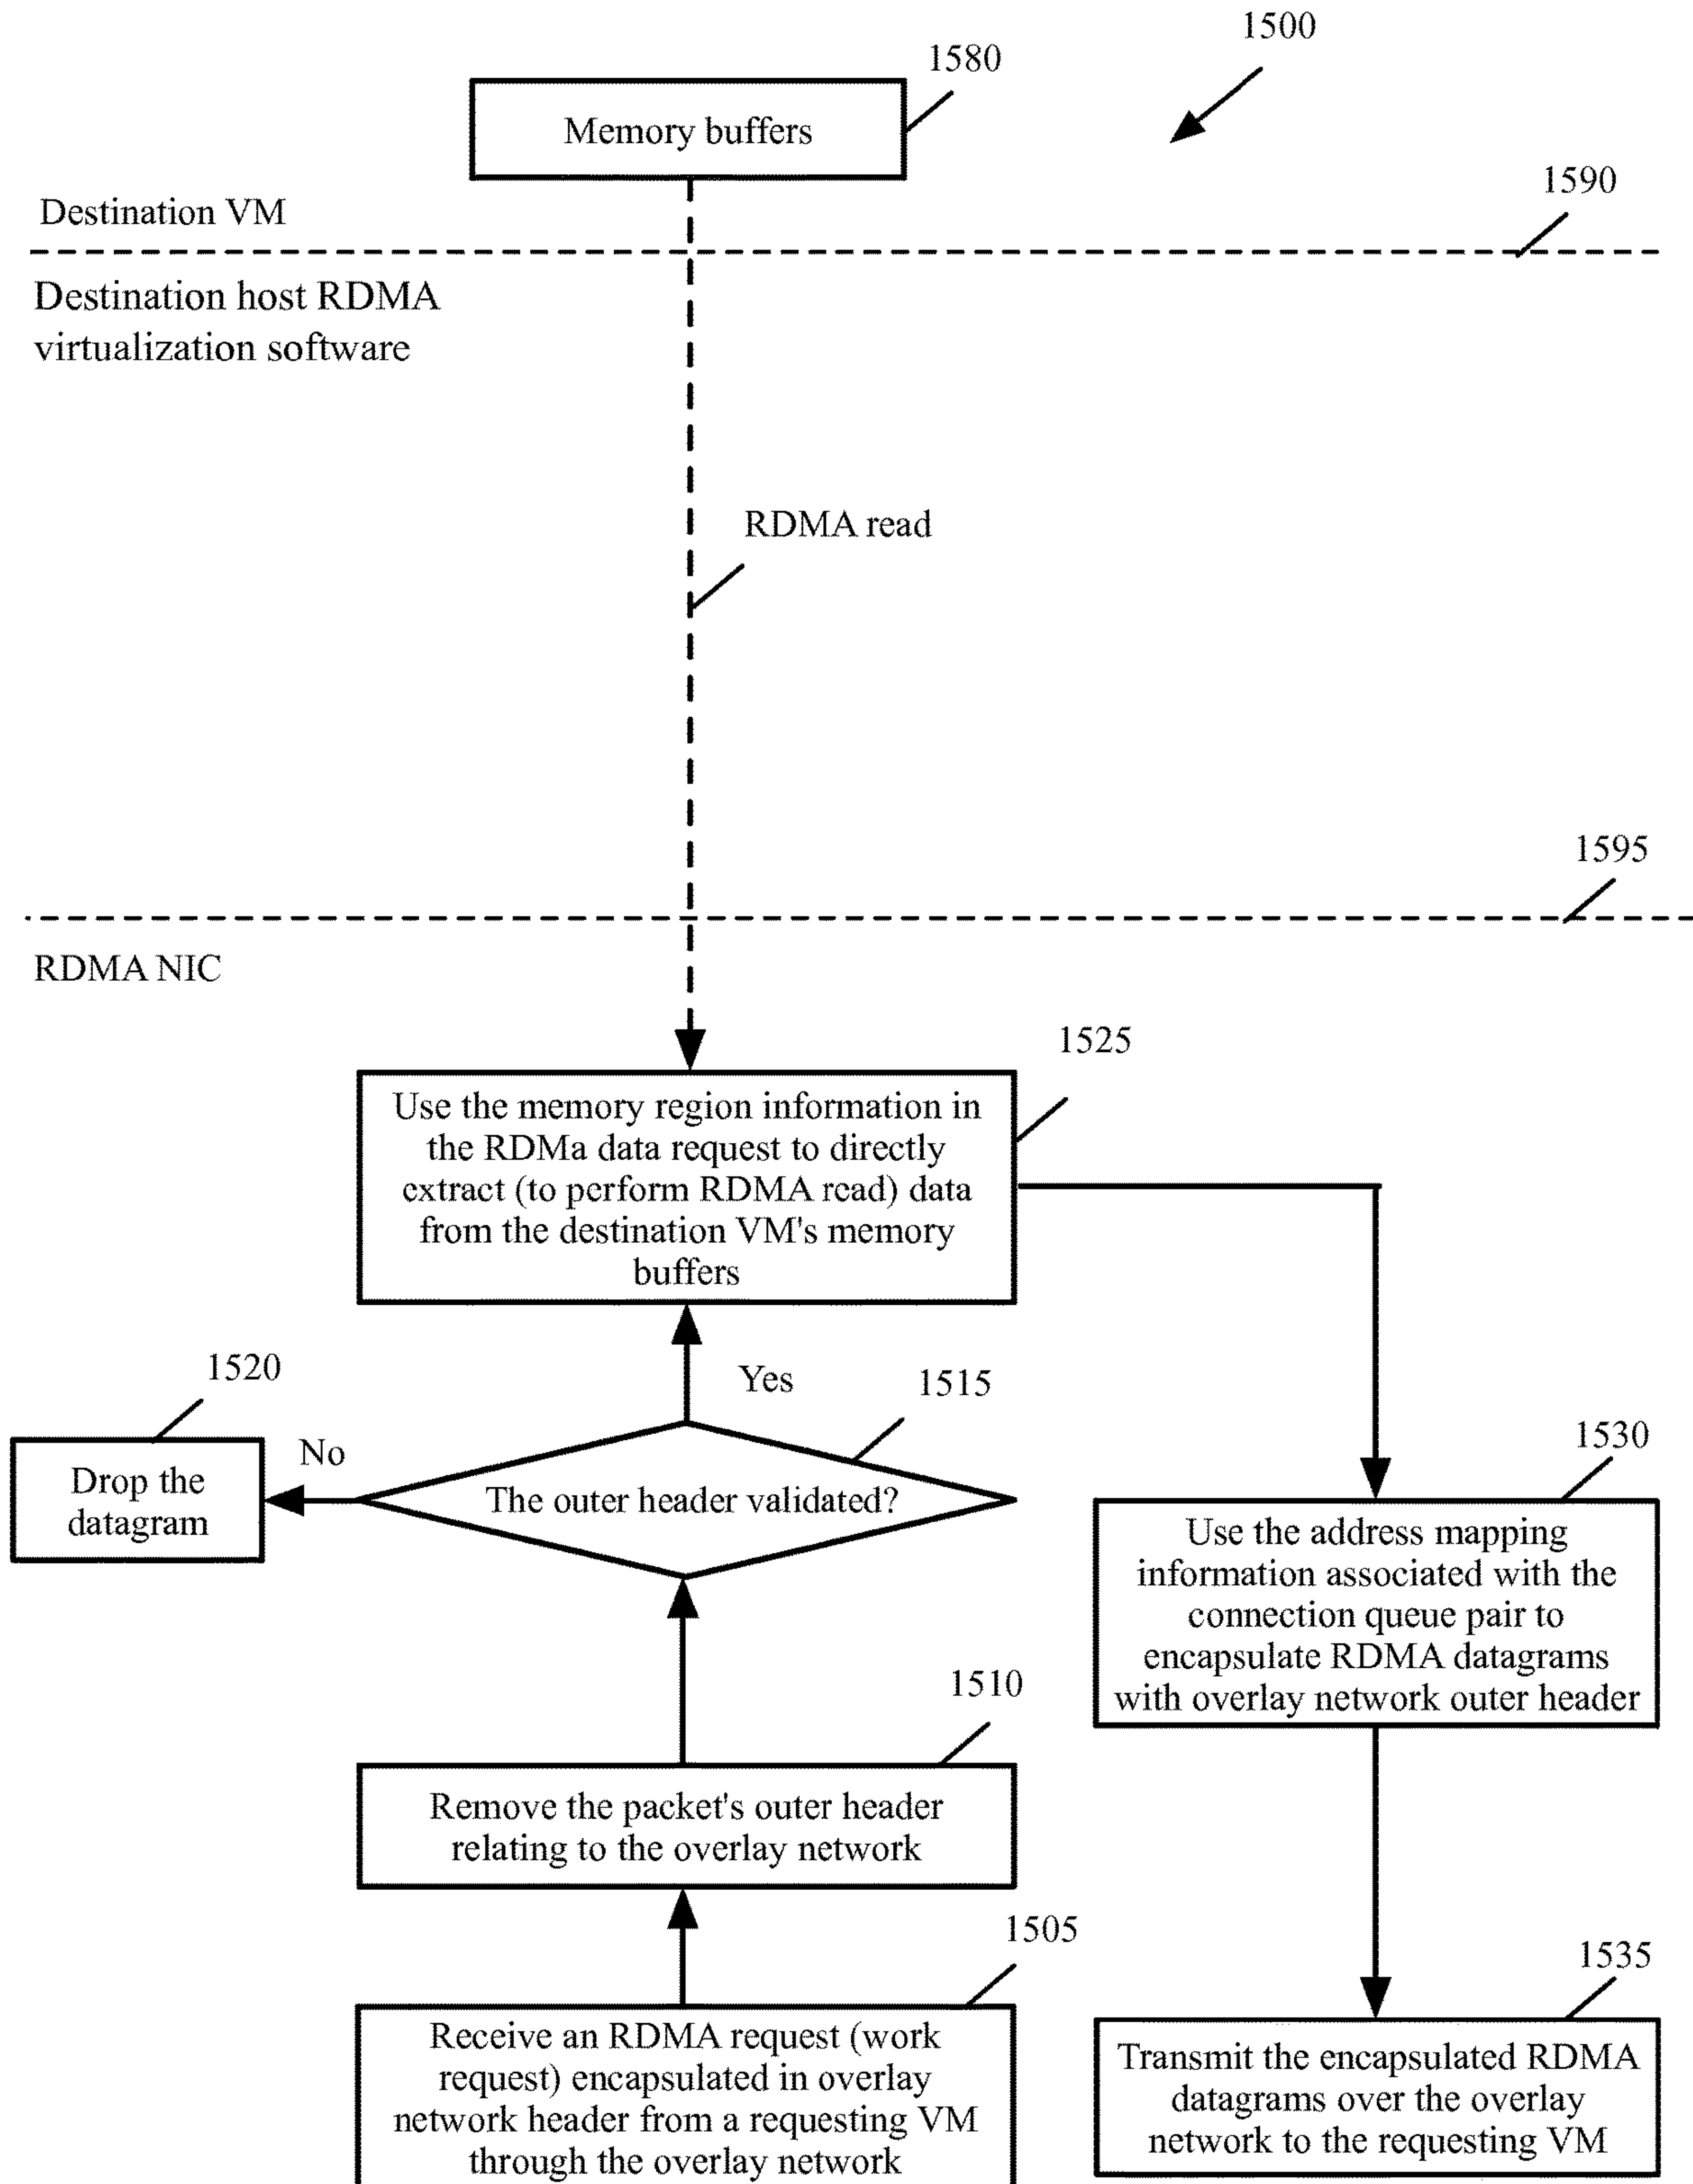 1500
1580
Memory buffers
1590
Destination VM
Destination host RDMA
virtualization software
RDMA read
1595
RDMA NIC
1525
Use the memory region information in
the RDMa data request to directly
extract (to perform RDMA read) data
from the destination VM's memory
buffers
1520
Yes
1515
No
Drop the
datagram
The outer header validated?
1530
Use the address mapping
information associated with the
connection queue pair to
encapsulate RDMA datagrams
with overlay network outer header
1510
Remove the packet's outer header
relating to the overlay network
1505
Receive an RDMA request (work
request) encapsulated in overlay
network header from a requesting VM
through the overlay network
1535
Transmit the encapsulated RDMA
datagrams over the overlay
network to the requesting VM